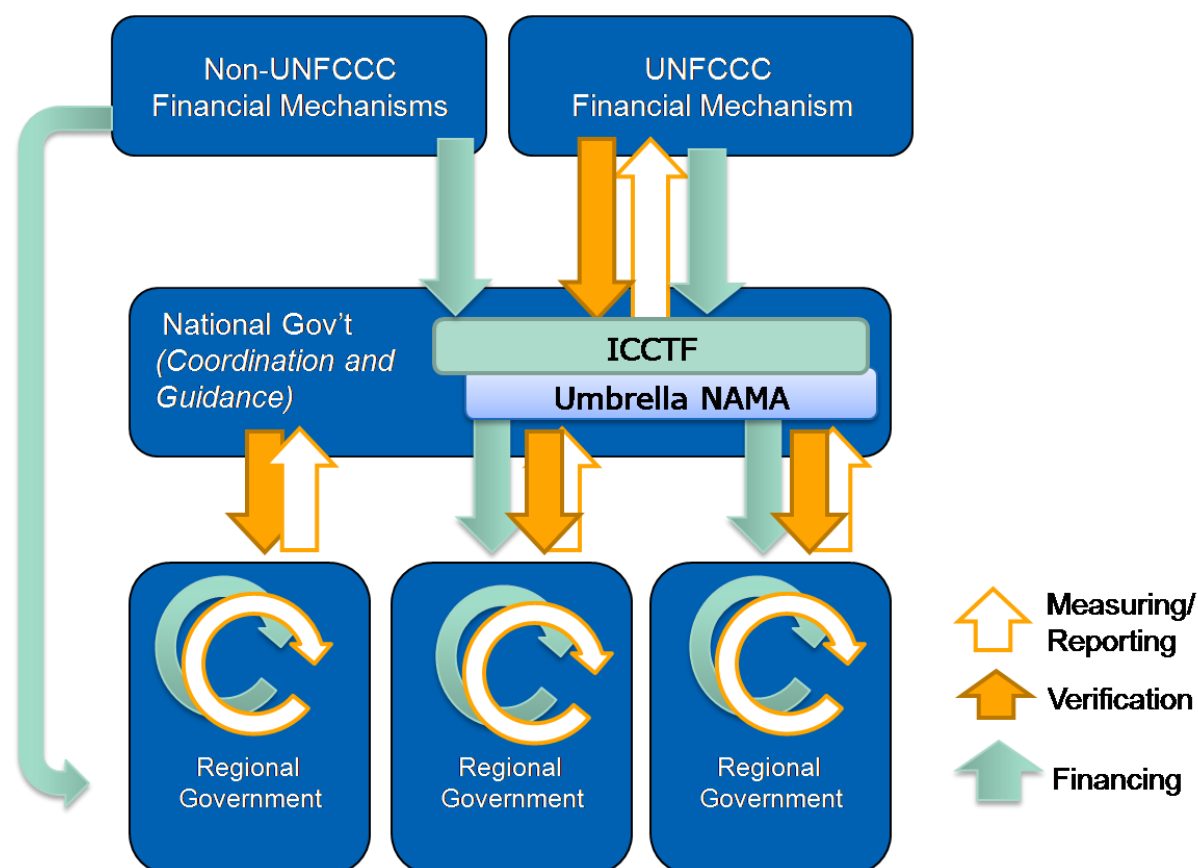 Non-UNFCCC
Financial Mechanisms
UNFCCC
Financial Mechanism
National Gov't
(Coordination and
Guidance)
ICCTF
Umbrella NAMA
Regional
Government
Regional
Government
Regional
Government
Measuring/
Reporting
Verification
Financing